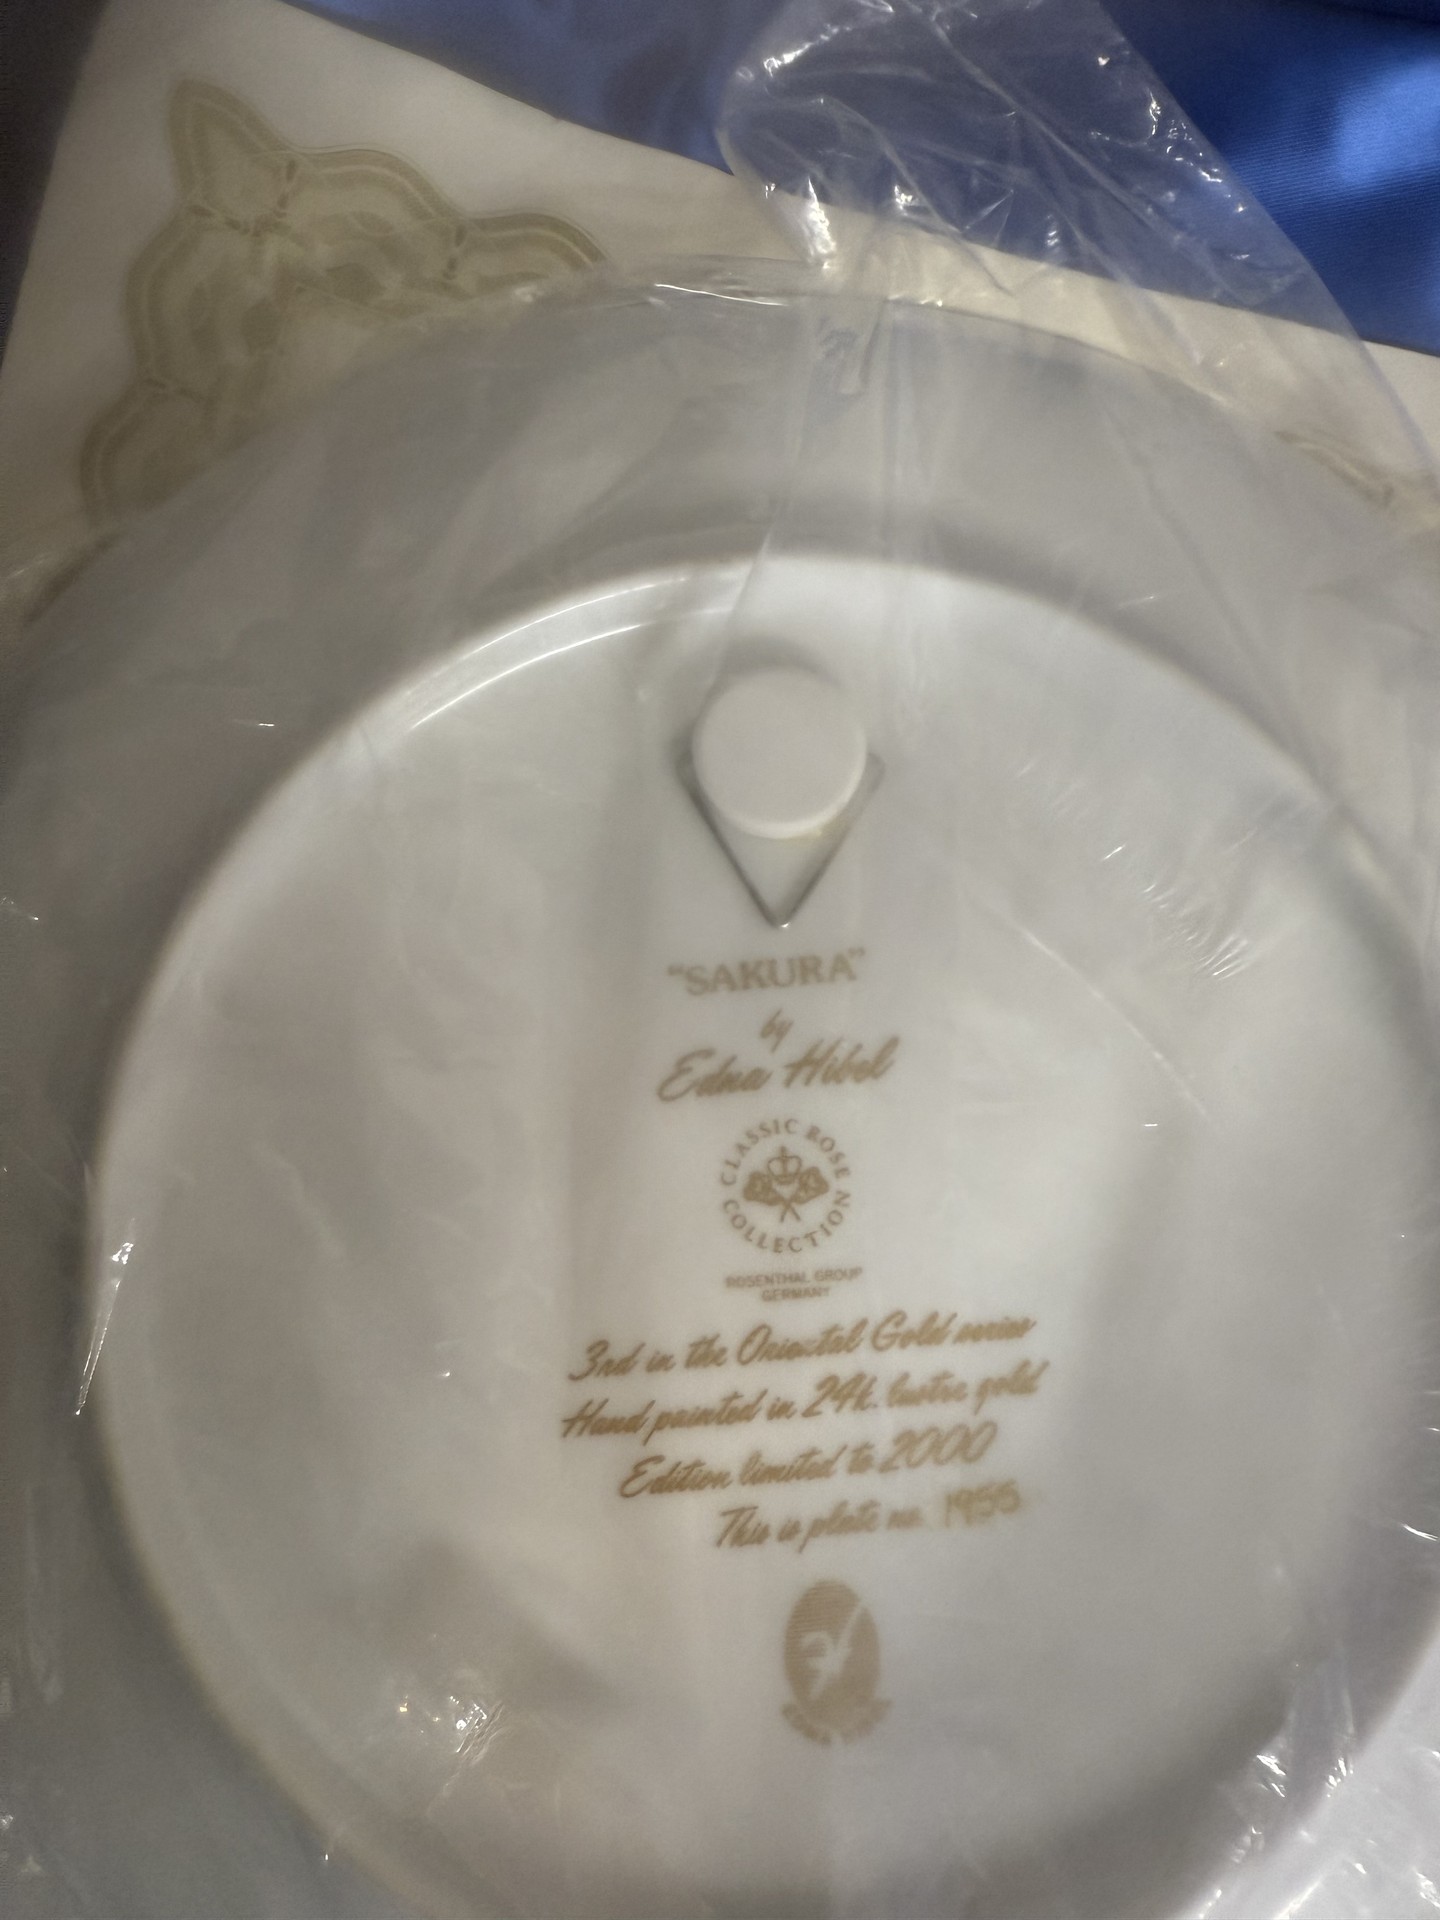 "SAKURA"
by
Edna Hibel
CLASSIC ROSE
COLLECTION
ROSENTHAL GROUP
GERMANY
3rd in the Oriental Gold series
Hand painted in 24k. lustre gold
Edition limited to 2000
This is plate no. 1955